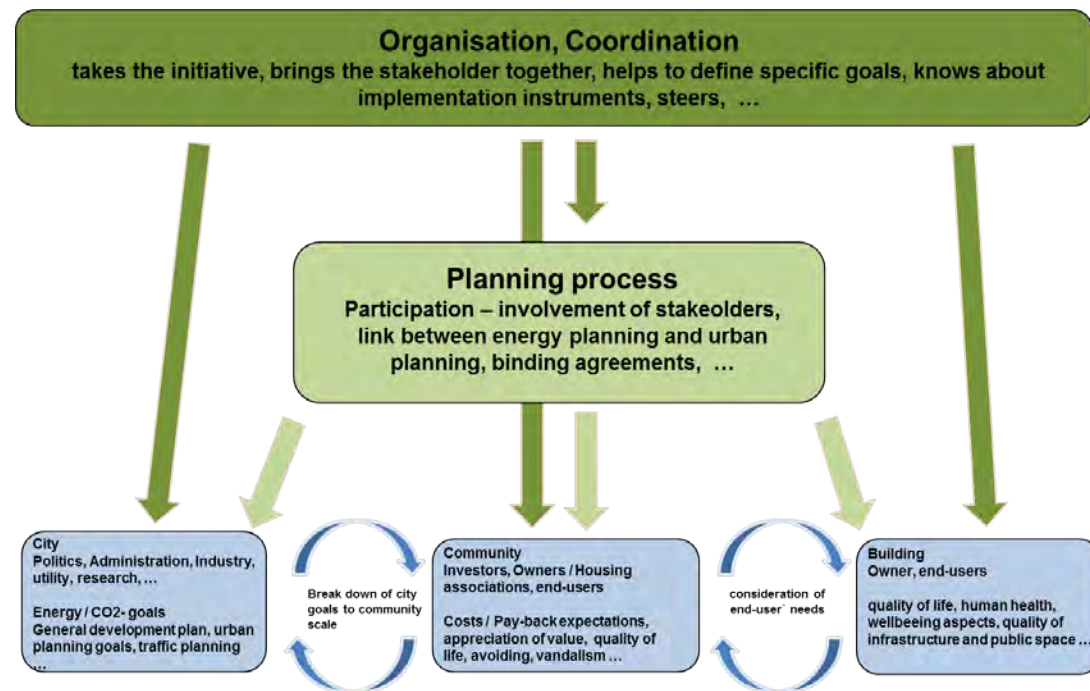 Organisation, Coordination
takes the initiative, brings the stakeholder together, helps to define specific goals, knows about
implementation instruments, steers, …
Planning process
Participation – involvement of stakeolders,
link between energy planning and urban
planning, binding agreements, …
City
Politics, Administration, Industry,
utility, research, …
Energy / CO2- goals
General development plan, urban
planning goals, traffic planning
…
Break down of city
goals to community
scale
Community
Investors, Owners / Housing
associations, end-users
Costs / Pay-back expectations,
appreciation of value, quality of
life, avoiding, vandalism …
consideration of
end-user` needs
Building
Owner, end-users
quality of life, human health,
wellbeeing aspects, quality of
infrastructure and public space …